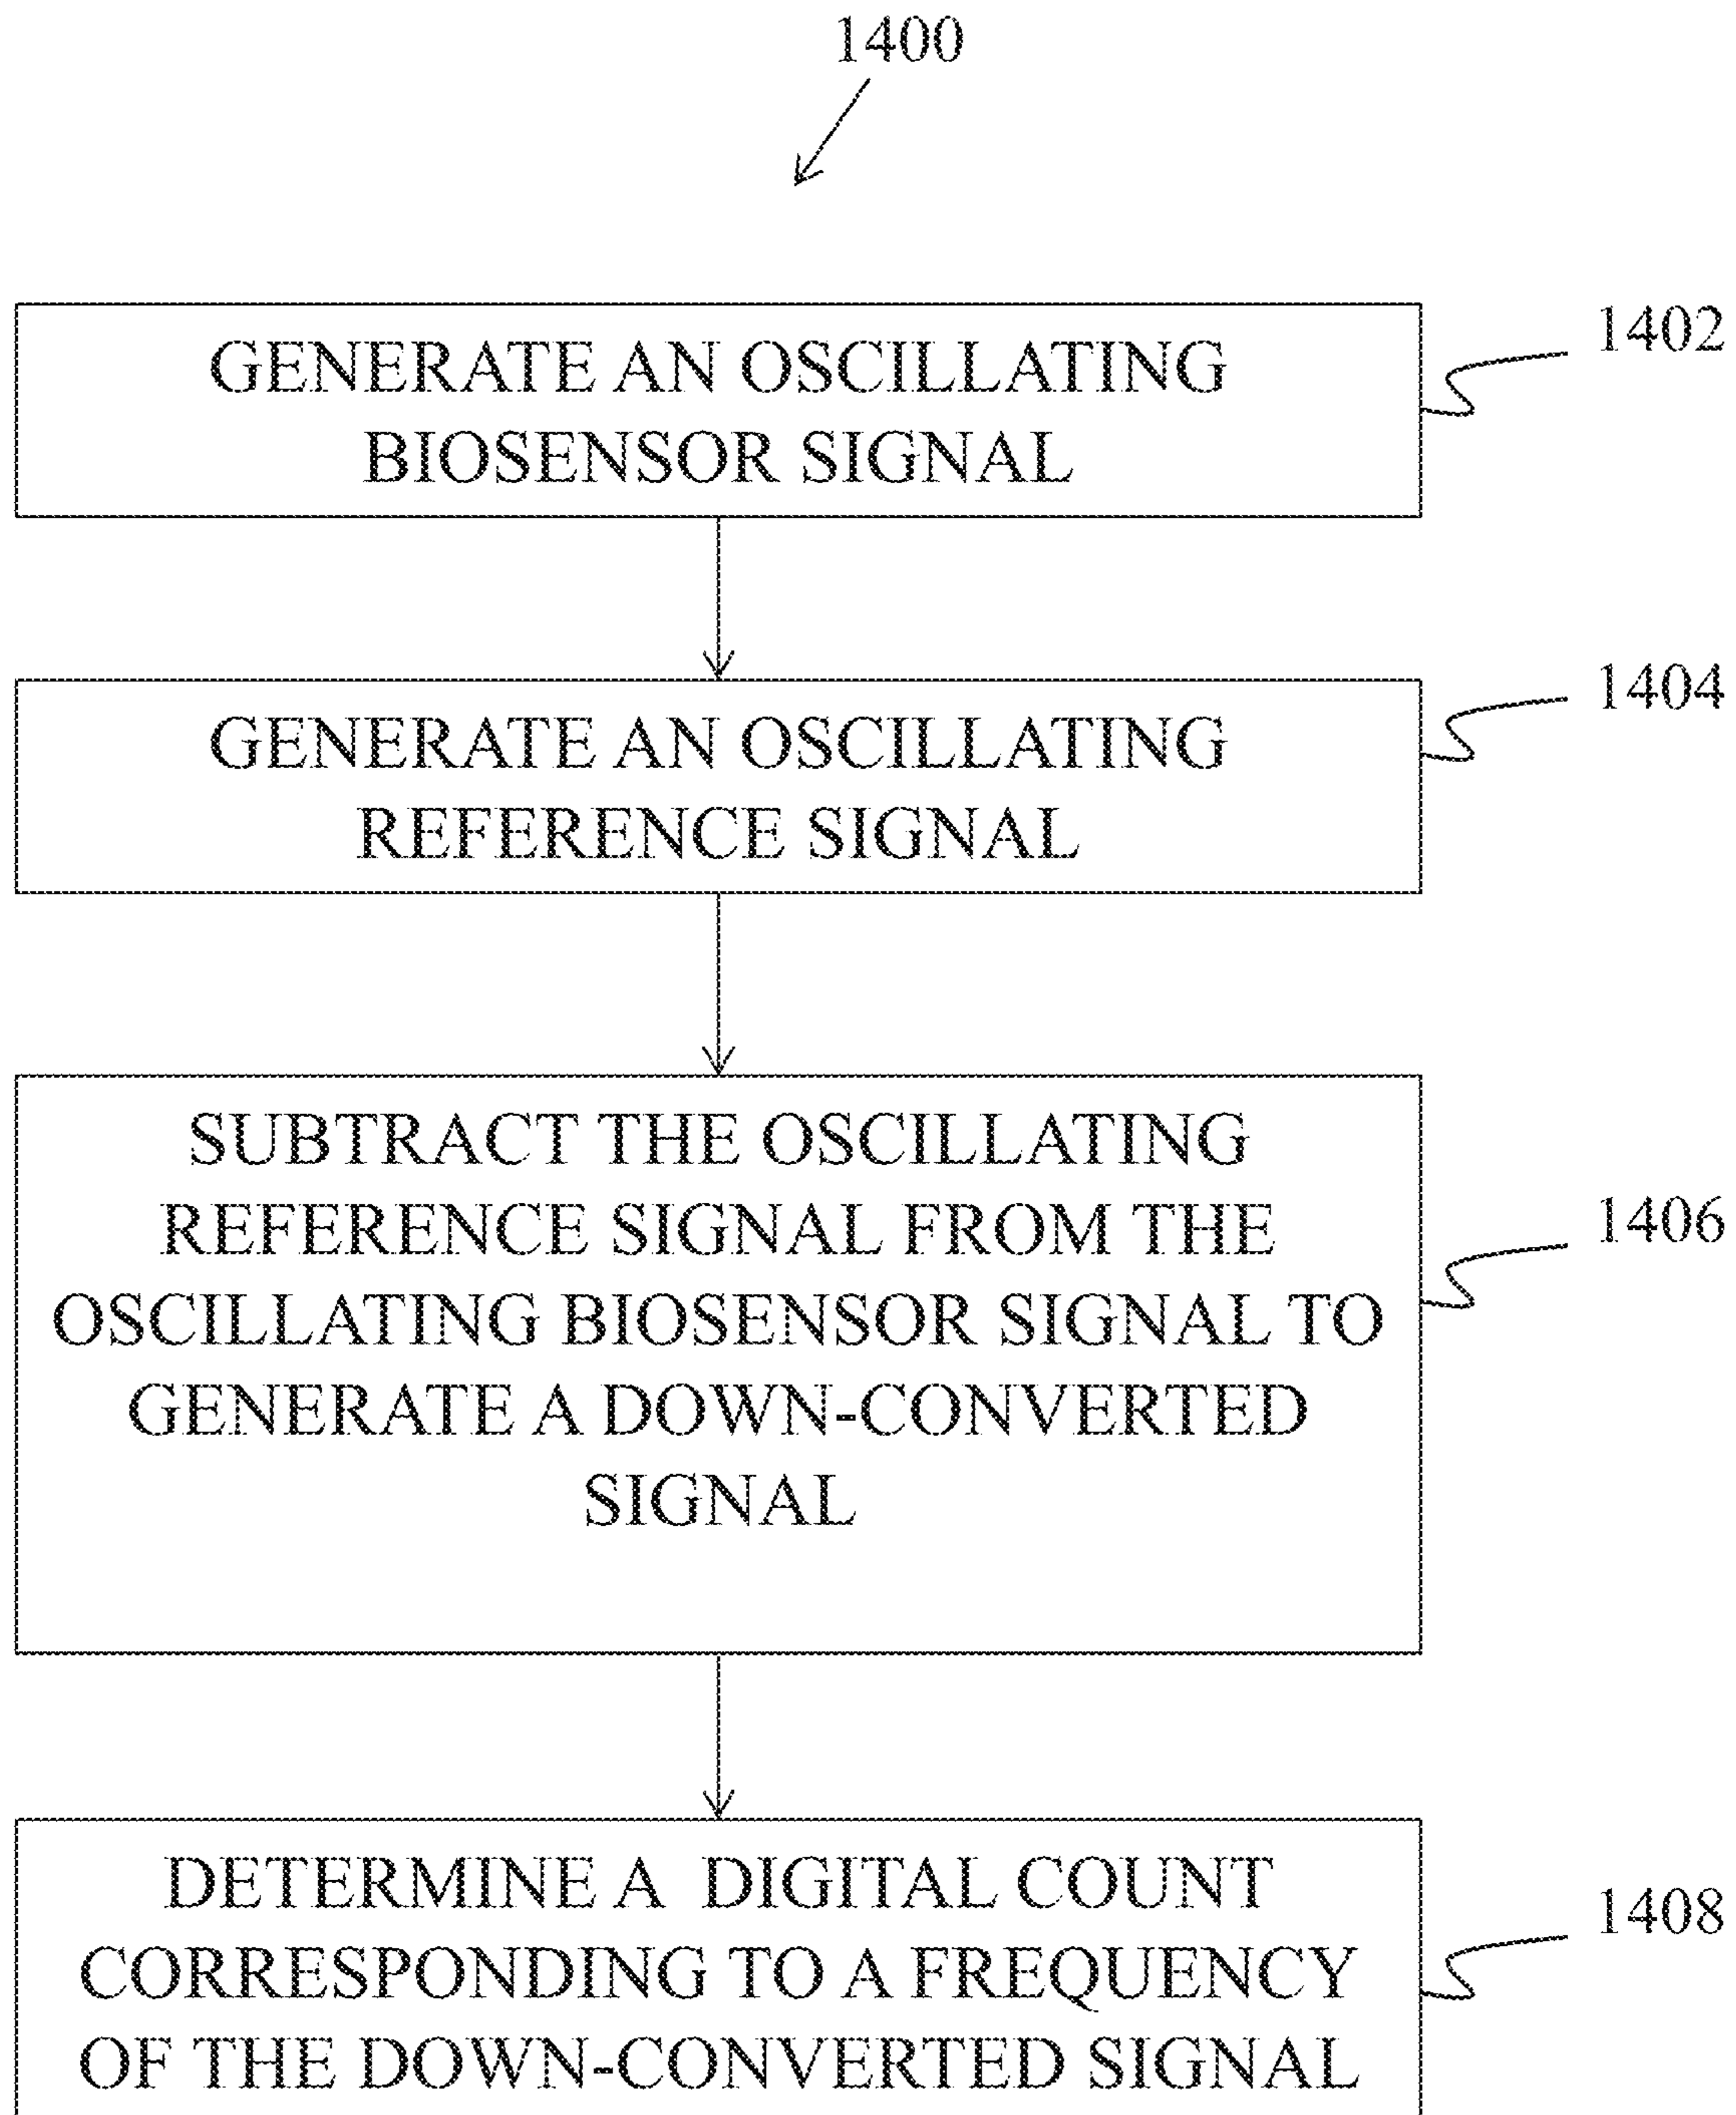 1400
GENERATE AN OSCILLATING
BIOSENSOR SIGNAL
1402
GENERATE AN OSCILLATING
REFERENCE SIGNAL
1404
SUBTRACT THE OSCILLATING
REFERENCE SIGNAL FROM THE
OSCILLATING BIOSENSOR SIGNAL TO
GENERATE A DOWN-CONVERTED
SIGNAL
1406
DETERMINE A DIGITAL COUNT
CORRESPONDING TO A FREQUENCY
OF THE DOWN-CONVERTED SIGNAL
1408